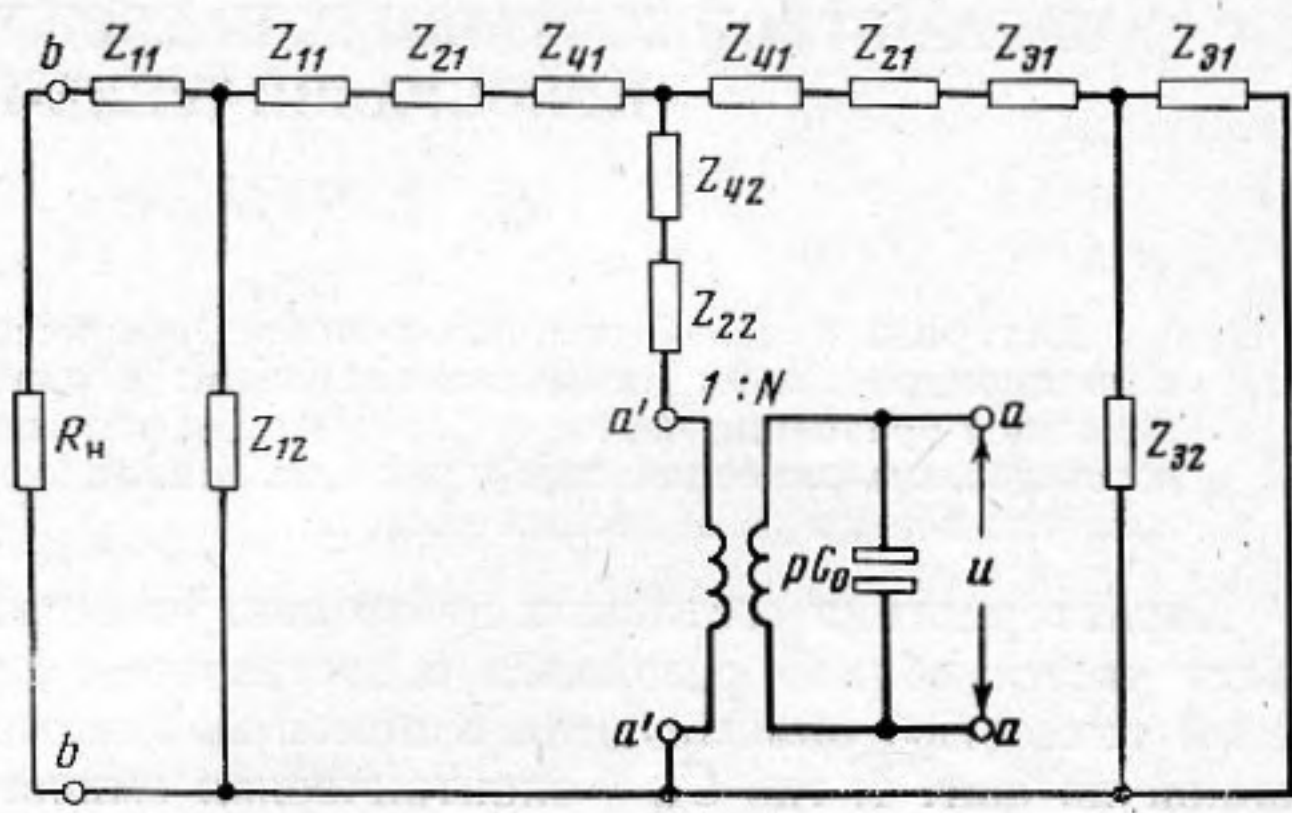 b Z₁₁ Z₁₁ Z₂₁ Z₄₁ Z₄₁ Z₂₁ Z₃₁ Z₃₁
Z₄₂
Z₂₂
1 : N
a' a
Rн Z₁₂ Z₃₂
pC₀ u
a' a
b